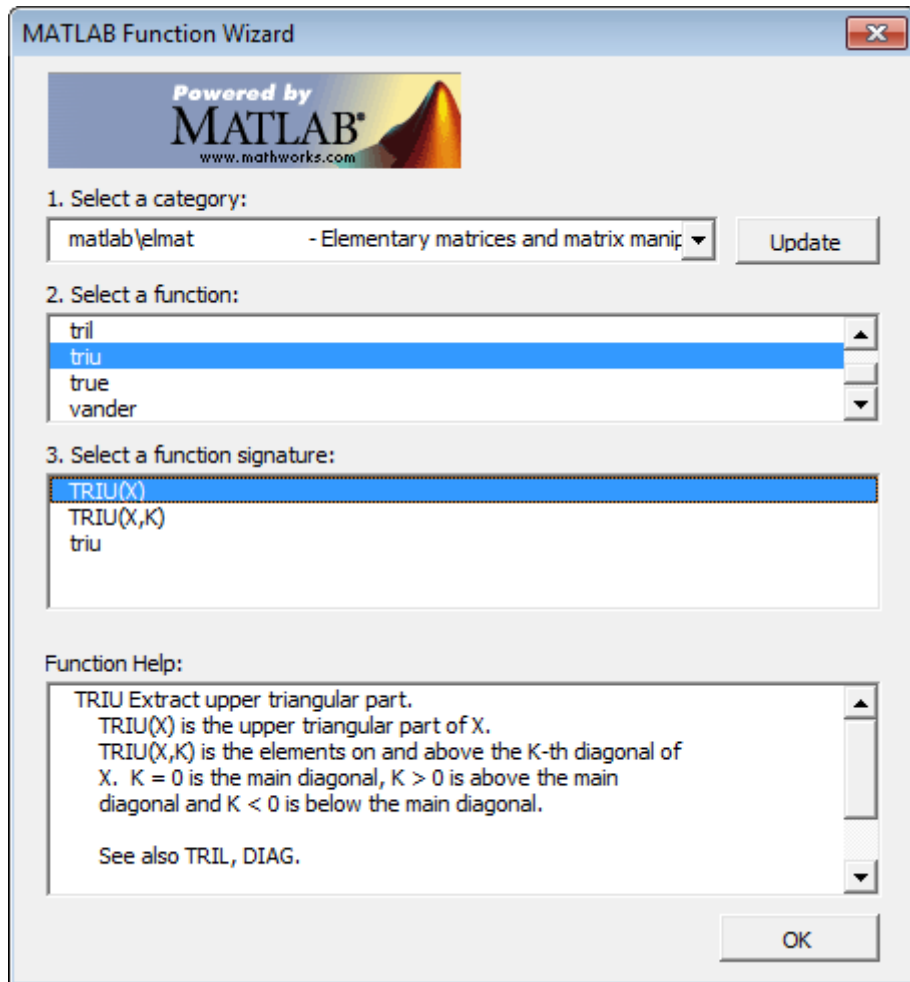 MATLAB Function Wizard
Powered by
MATLAB®
www.mathworks.com
1. Select a category:
matlab\elmat - Elementary matrices and matrix manip
Update
2. Select a function:
tril
triu
true
vander
3. Select a function signature:
TRIU(X)
TRIU(X,K)
triu
Function Help:
TRIU Extract upper triangular part.
TRIU(X) is the upper triangular part of X.
TRIU(X,K) is the elements on and above the K-th diagonal of
X. K = 0 is the main diagonal, K > 0 is above the main
diagonal and K < 0 is below the main diagonal.
See also TRIL, DIAG.
OK